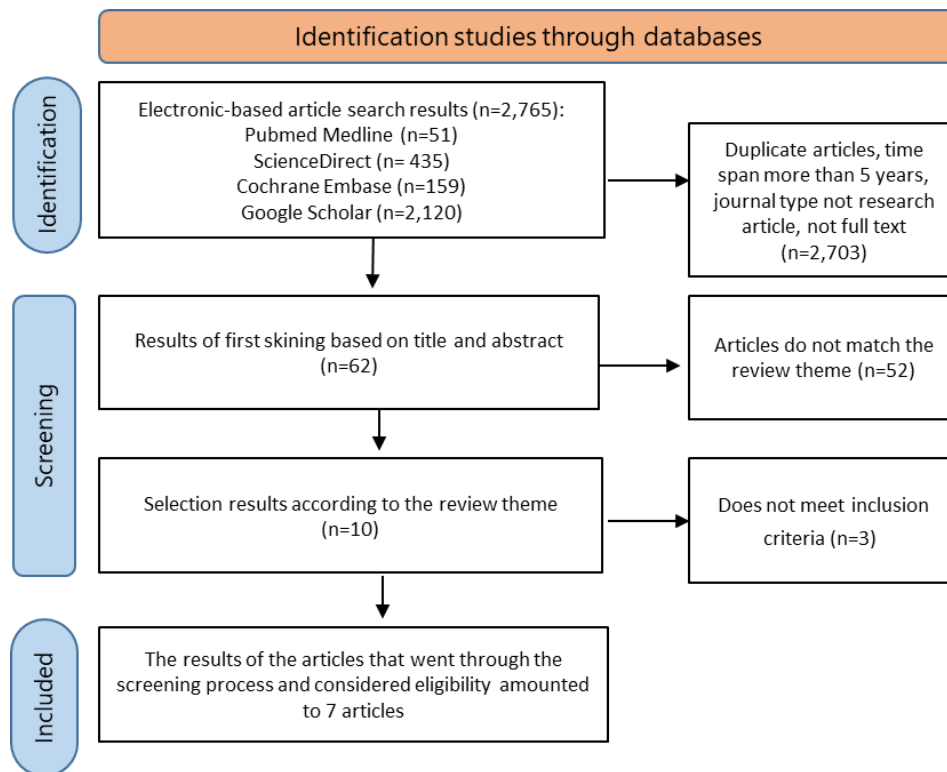 Identification studies through databases
Identification
Electronic-based article search results (n=2,765):
Pubmed Medline (n=51)
ScienceDirect (n= 435)
Cochrane Embase (n=159)
Google Scholar (n=2,120)
Duplicate articles, time
span more than 5 years,
journal type not research
article, not full text
(n=2,703)
Screening
Results of first skining based on title and abstract
(n=62)
Articles do not match the
review theme (n=52)
Selection results according to the review theme
(n=10)
Does not meet inclusion
criteria (n=3)
Included
The results of the articles that went through the
screening process and considered eligibility amounted
to 7 articles